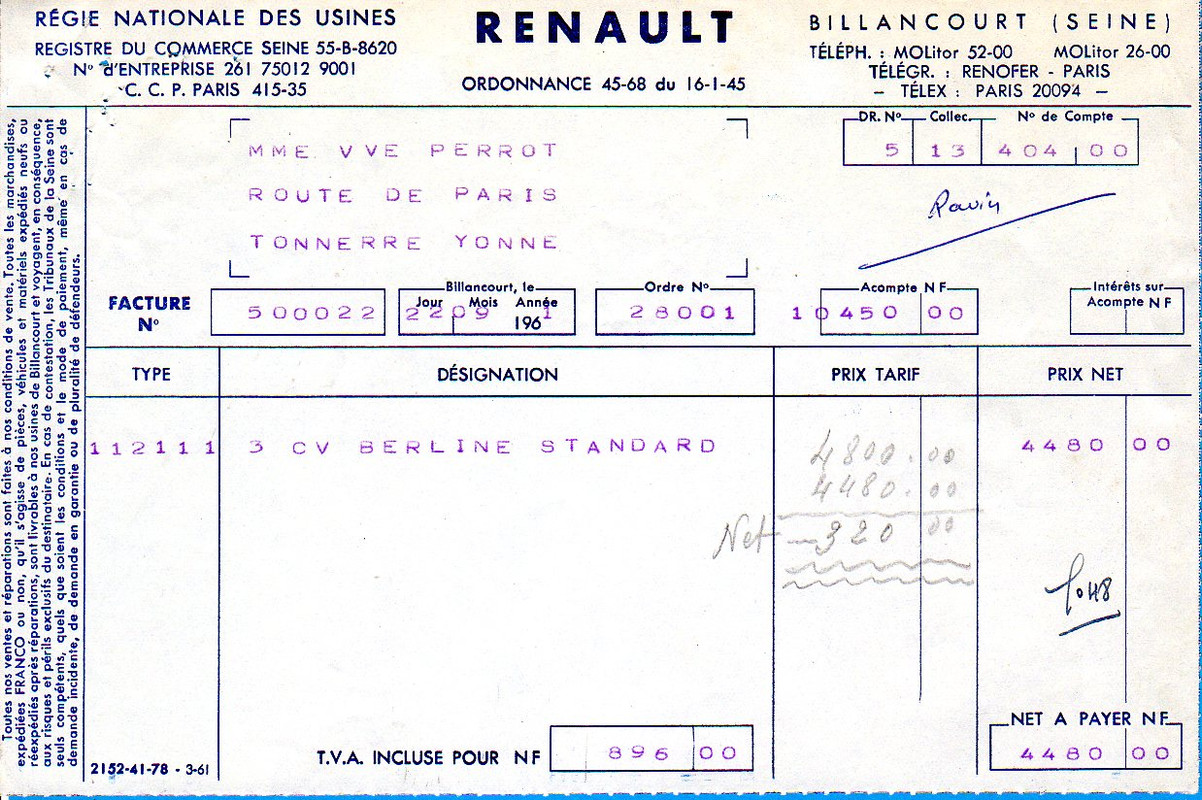 RÉGIE NATIONALE DES USINES
REGISTRE DU COMMERCE SEINE 55-B-8620
N° d'ENTREPRISE 261 75012 9001
C. C. P. PARIS 415-35
RENAULT
ORDONNANCE 45-68 du 16-1-45
BILLANCOURT (SEINE)
TÉLÉPH. : MOLitor 52-00 MOLitor 26-00
TÉLÉGR. : RENOFER - PARIS
— TÉLEX : PARIS 20094 —
Toutes nos ventes et réparations sont faites à nos conditions de vente. Toutes les marchandises,
expédiées FRANCO ou non, qu'il s'agisse de pièces, véhicules et matériels expédiés neufs ou
réexpédiés après réparations, sont livrables à nos usines de Billancourt et voyagent, en conséquence,
aux risques et périls exclusifs du destinataire. En cas de contestation, les Tribunaux de la Seine sont
seuls compétents, quels que soient les conditions et le mode de paiement, même en cas de
demande incidente, de demande en garantie ou de pluralité de défendeurs.
MME VVE PERROT
ROUTE DE PARIS
TONNERRE YONNE
DR. N° Collec. N° de Compte
5 13 404 00
FACTURE N°
500022
Billancourt, le
Jour Mois Année
2209 1
196
Ordre N°
28001
Acompte NF
10450 00
Intérêts sur
Acompte NF
TYPE DÉSIGNATION PRIX TARIF PRIX NET
112111 3 CV BERLINE STANDARD 4480 00
4800.00
4480.00
Net — 320 00
T.V.A. INCLUSE POUR NF 896 00
NET A PAYER NF
4480 00
2152-41-78 - 3-61